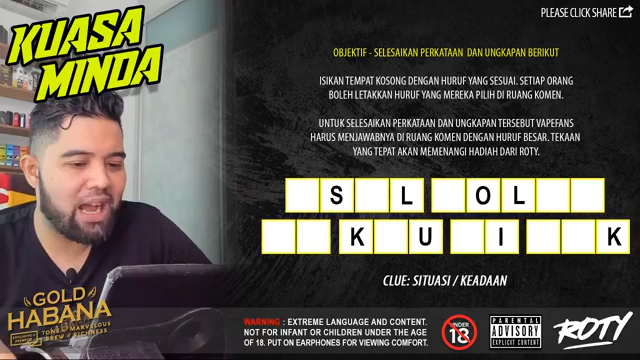 PLEASE CLICK SHARE
KUASA
MINDA
OBJEKTIF - SELESAIKAN PERKATAAN DAN UNGKAPAN BERIKUT
ISIKAN TEMPAT KOSONG DENGAN HURUF YANG SESUAI. SETIAP ORANG
BOLEH LETAKKAN HURUF YANG MEREKA PILIH DI RUANG KOMEN.
UNTUK SELESAIKAN PERKATAAN DAN UNGKAPAN TERSEBUT VAPEFANS
HARUS MENJAWABNYA DI RUANG KOMEN DENGAN HURUF BESAR. TEKAAN
YANG TEPAT AKAN MEMENANGI HADIAH DARI ROTY.
S L O L
K U I K
CLUE: SITUASI / KEADAAN
GOLD
HABANA
WARNING : EXTREME LANGUAGE AND CONTENT.
NOT FOR INFANT OR CHILDREN UNDER THE AGE
OF 18. PUT ON EARPHONES FOR VIEWING COMFORT.
UNDER
18
PARENTAL
ADVISORY
EXPLICIT CONTENT
ROTY